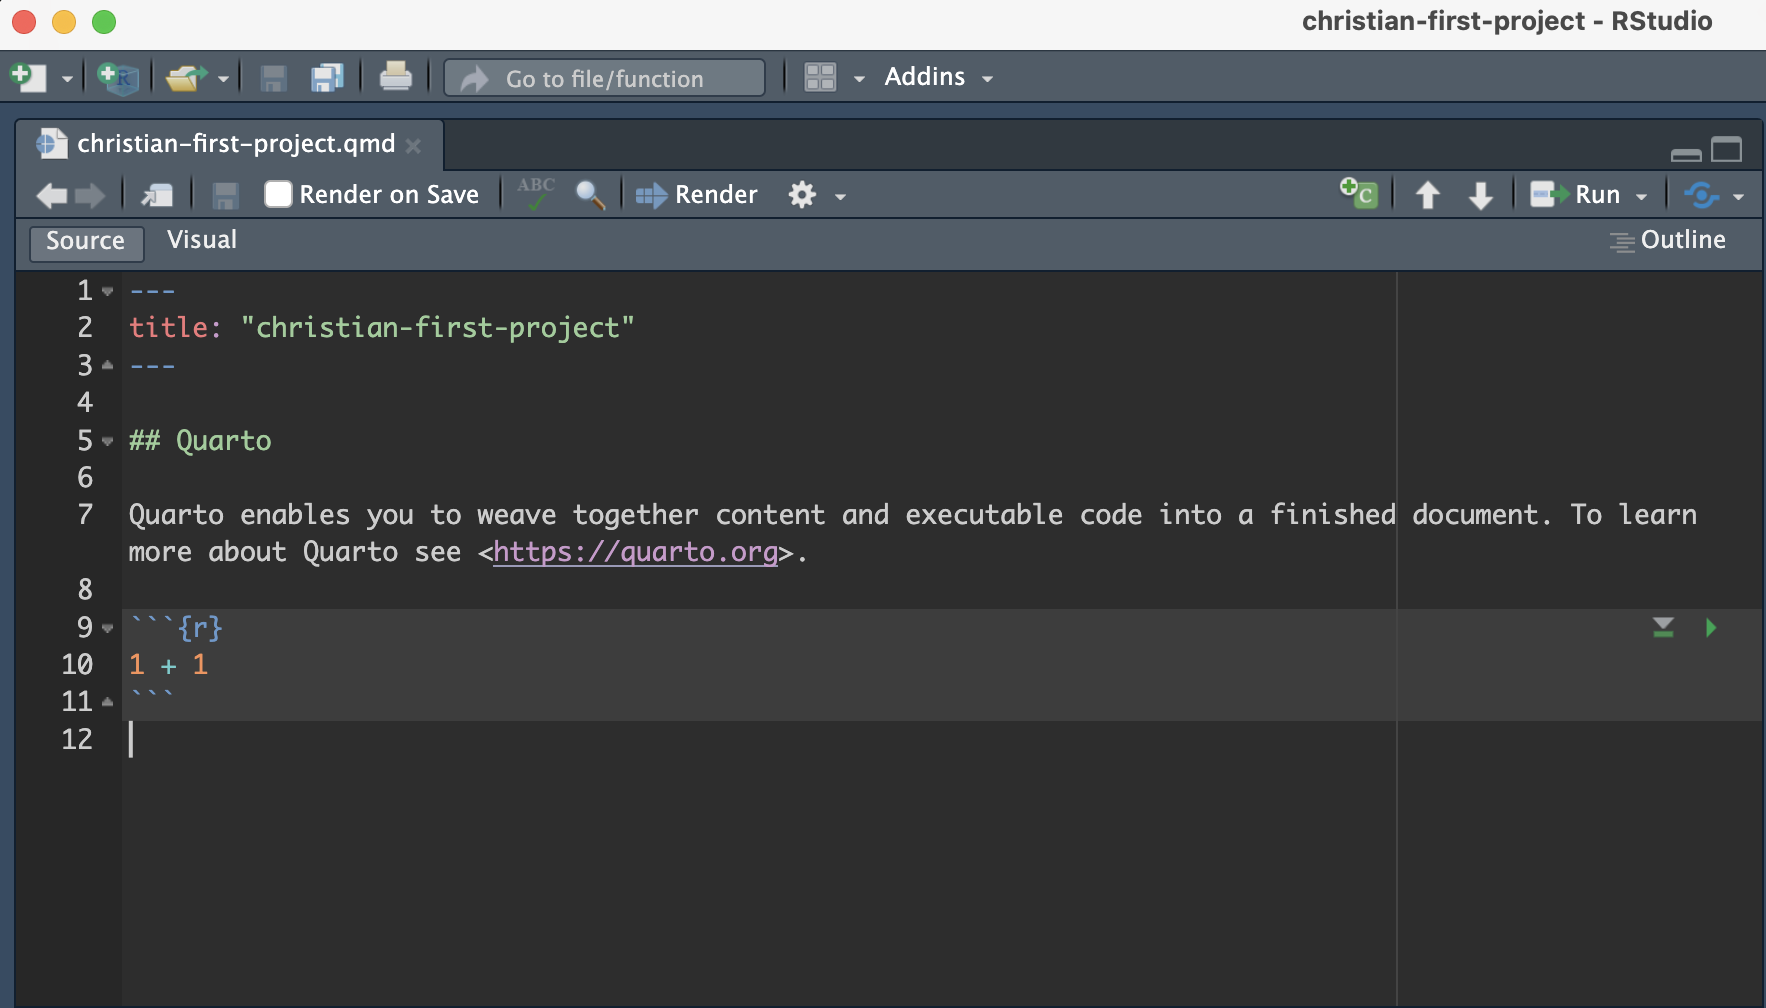 christian-first-project - RStudio
Go to file/function
Addins
christian-first-project.qmd
Render on Save ABC Render Run
Source Visual Outline
1 ---
2 title: "christian-first-project"
3 ---
4
5 ## Quarto
6
7 Quarto enables you to weave together content and executable code into a finished document. To learn
more about Quarto see <https://quarto.org>.
8
9 ```{r}
10 1 + 1
11 ```
12